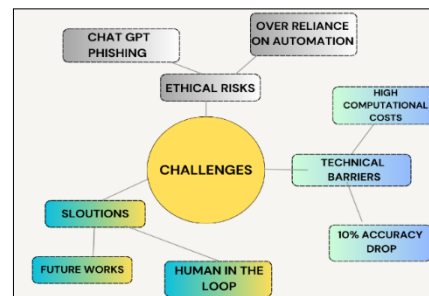 CHAT GPT
PHISHING
OVER RELIANCE
ON AUTOMATION
ETHICAL RISKS
HIGH
COMPUTATIONAL
COSTS
CHALLENGES
TECHNICAL
BARRIERS
SLOUTIONS
10% ACCURACY
DROP
FUTURE WORKS
HUMAN IN THE
LOOP